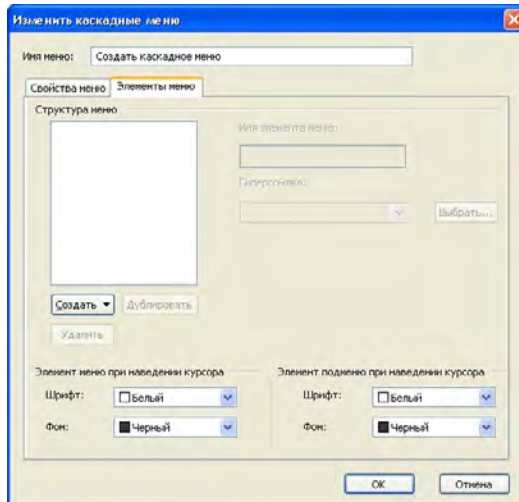 Изменить каскадные меню
Имя меню: Создать каскадное меню
Свойства меню Элементы меню
Структура меню
Имя элемента меню:
Гиперссылка:
Выбрать...
Создать Дублировать
Удалить
Элемент меню при наведении курсора Элемент подменю при наведении курсора
Шрифт: Белый Шрифт: Белый
Фон: Черный Фон: Черный
OK Отмена